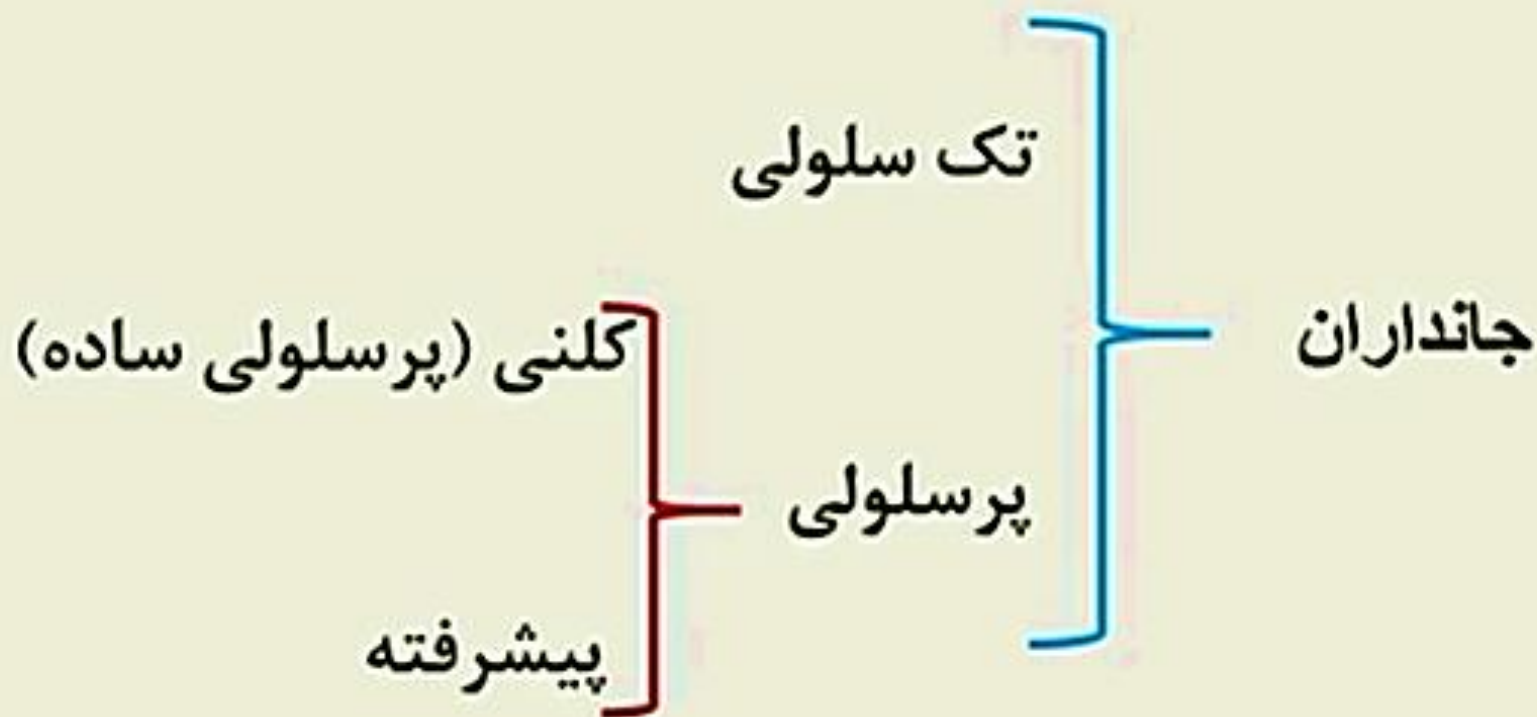 جانداران
تک سلولی
پرسلولی
کلنی (پرسلولی ساده)
پیشرفته